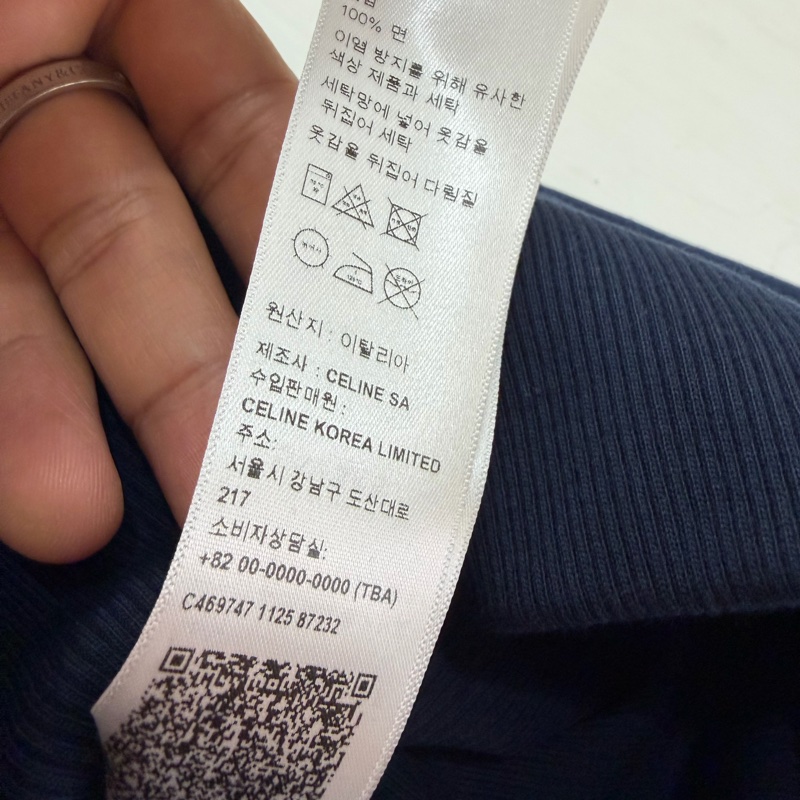 100% 면
이염 방지를 위해 유사한
색상 제품과 세탁
세탁망에 넣어 옷감을
뒤집어 세탁
옷감을 뒤집어 다림질
원산지 : 이탈리아
제조사 : CELINE SA
수입판매원 :
CELINE KOREA LIMITED
주소:
서울시 강남구 도산대로
217
소비자상담실:
+82 00-0000-0000 (TBA)
C469747 1125 87232